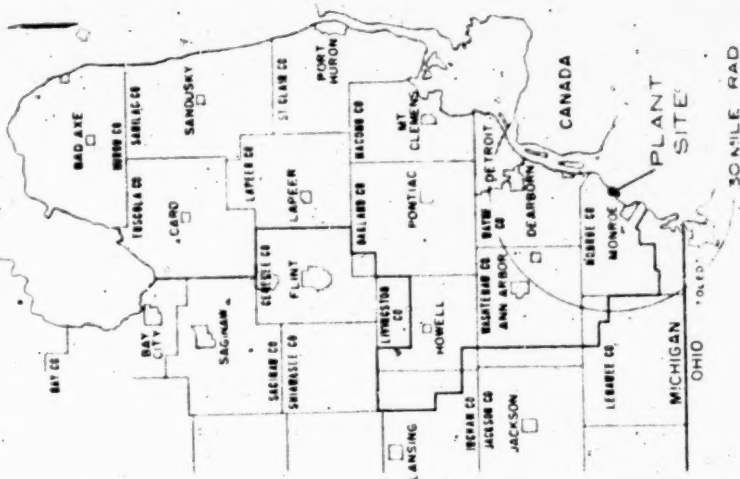 BAD AXE
HURON CO
SANILAC CO
SANDUSKY
TUSCOLA CO
CARO
BAY CO
BAY CITY
SAGINAW
SAGINAW CO
SHIAWASSEE CO
GENESEE CO
FLINT
LAPEER CO
LAPEER
ST CLAIR CO
PORT HURON
MACOMB CO
MT CLEMENS
OAKLAND CO
PONTIAC
LIVINGSTON CO
HOWELL
LANSING
INGHAM CO
JACKSON CO
JACKSON
WASHTENAW CO
ANN ARBOR
WAYNE CO
DETROIT
DEARBORN
CANADA
MONROE CO
MONROE
PLANT SITE
LENAWEE CO
MICHIGAN
OHIO
TOLEDO
30 MILE RAD